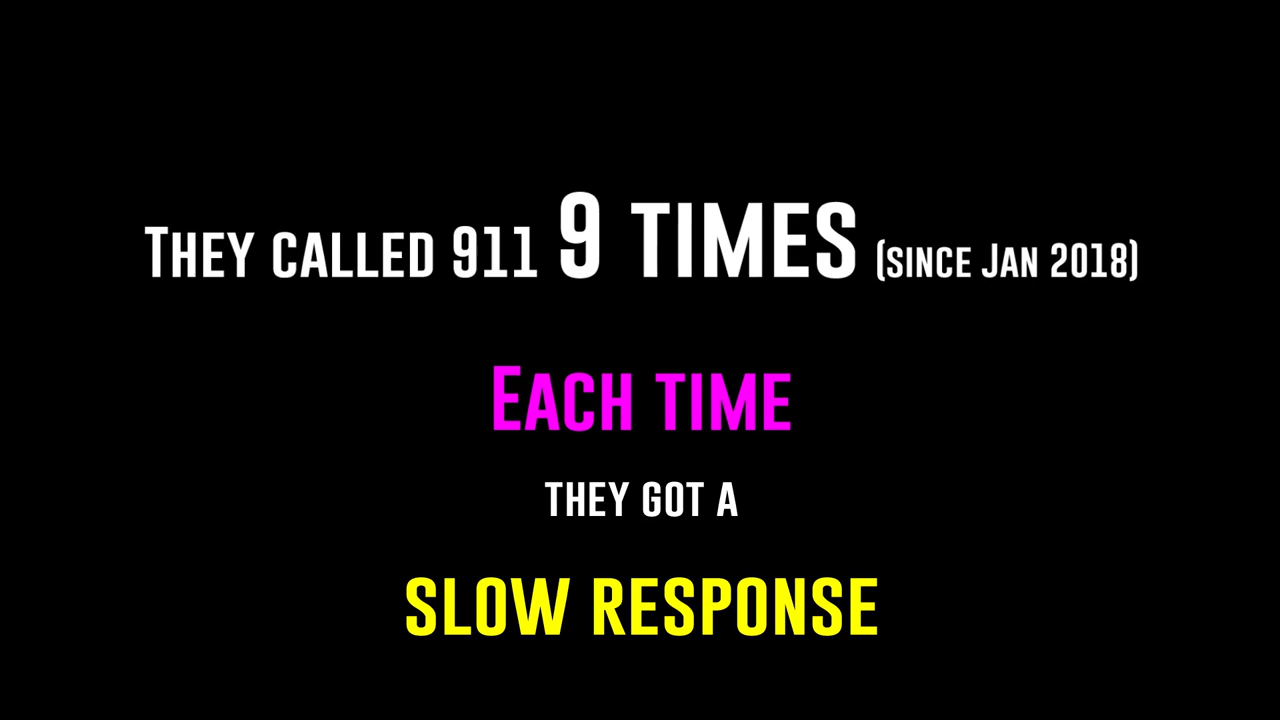 They called 911 9 times (since Jan 2018)
Each time
they got a
slow response